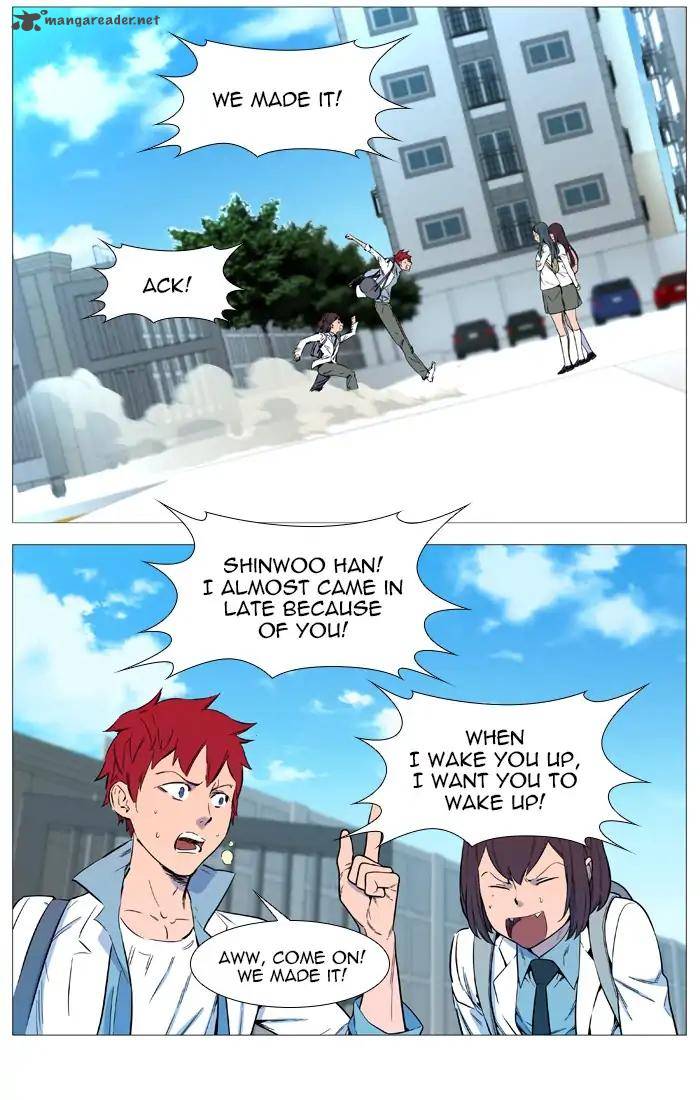 mangareader.net
WE MADE IT!
ACK!
SHINWOO HAN!
I ALMOST CAME IN
LATE BECAUSE
OF YOU!
WHEN
I WAKE YOU UP,
I WANT YOU TO
WAKE UP!
AWW, COME ON!
WE MADE IT!